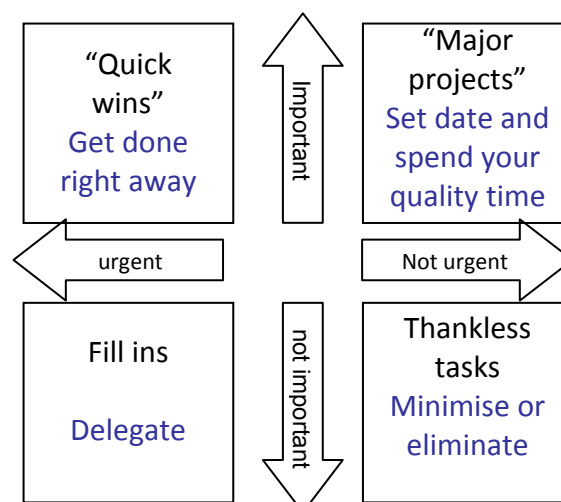 “Quick
wins”
Get done
right away
Important
“Major
projects”
Set date and
spend your
quality time
urgent
Not urgent
Fill ins
Delegate
not important
Thankless
tasks
Minimise or
eliminate